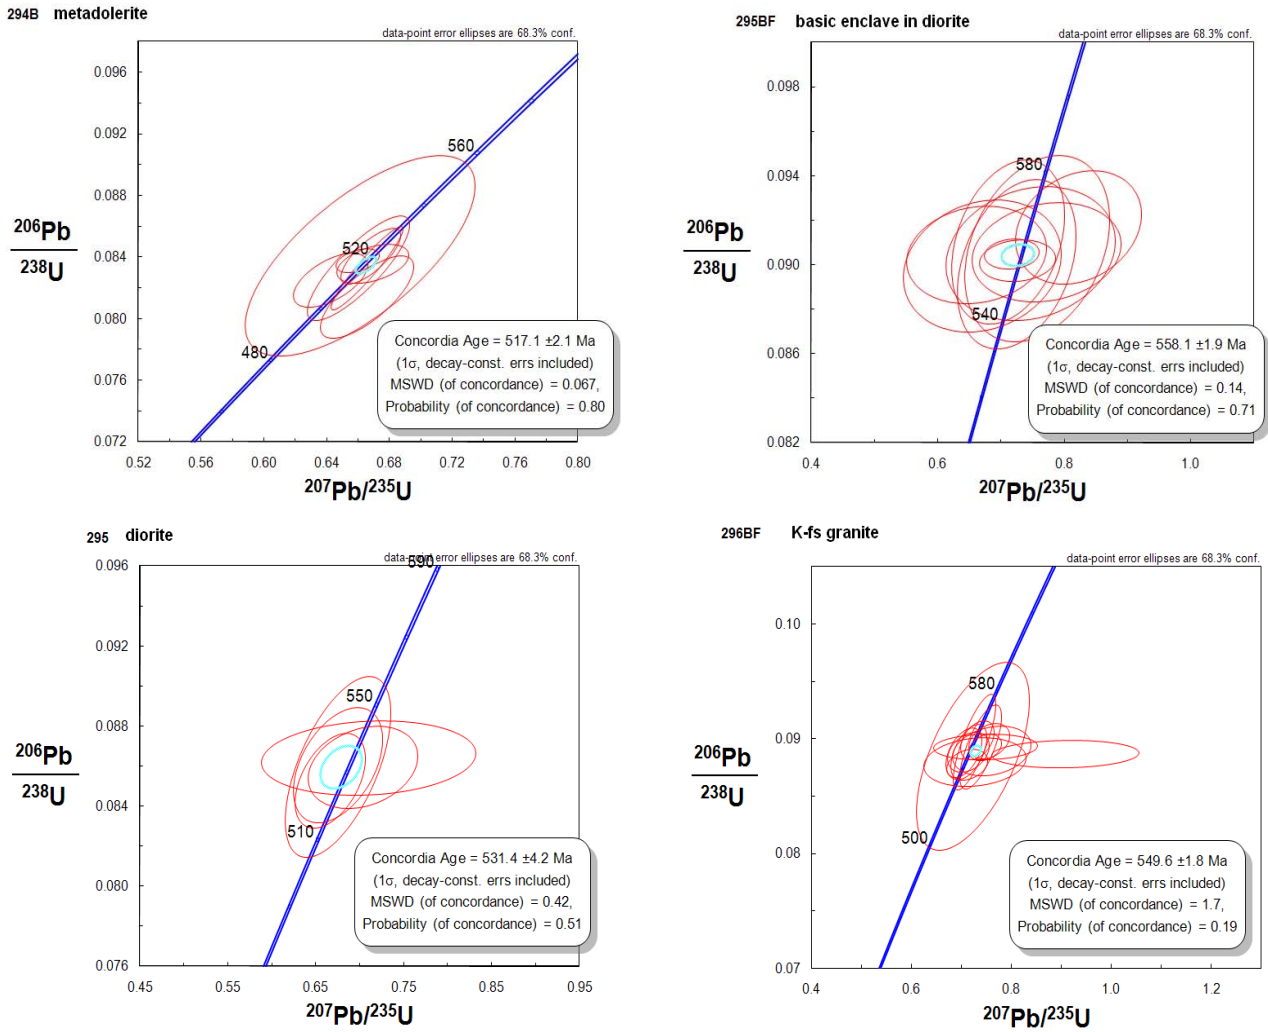 294B metadolerite
data-point error ellipses are 68.3% conf.
0.096
0.092
0.088
0.084
0.080
0.076
0.072
206Pb
238U
560
520
480
Concordia Age = 517.1 ±2.1 Ma
(1σ, decay-const. errs included)
MSWD (of concordance) = 0.067,
Probability (of concordance) = 0.80
0.52 0.56 0.60 0.64 0.68 0.72 0.76 0.80
207Pb/235U
295BF basic enclave in diorite
data-point error ellipses are 68.3% conf.
0.098
0.094
0.090
0.086
0.082
206Pb
238U
580
540
Concordia Age = 558.1 ±1.9 Ma
(1σ, decay-const. errs included)
MSWD (of concordance) = 0.14,
Probability (of concordance) = 0.71
0.4 0.6 0.8 1.0
207Pb/235U
295 diorite
data-point error ellipses are 68.3% conf.
590
0.096
0.092
0.088
0.084
0.080
0.076
206Pb
238U
550
510
Concordia Age = 531.4 ±4.2 Ma
(1σ, decay-const. errs included)
MSWD (of concordance) = 0.42,
Probability (of concordance) = 0.51
0.45 0.55 0.65 0.75 0.85 0.95
207Pb/235U
296BF K-fs granite
data-point error ellipses are 68.3% conf.
0.10
0.09
0.08
0.07
206Pb
238U
580
500
Concordia Age = 549.6 ±1.8 Ma
(1σ, decay-const. errs included)
MSWD (of concordance) = 1.7,
Probability (of concordance) = 0.19
0.4 0.6 0.8 1.0 1.2
207Pb/235U